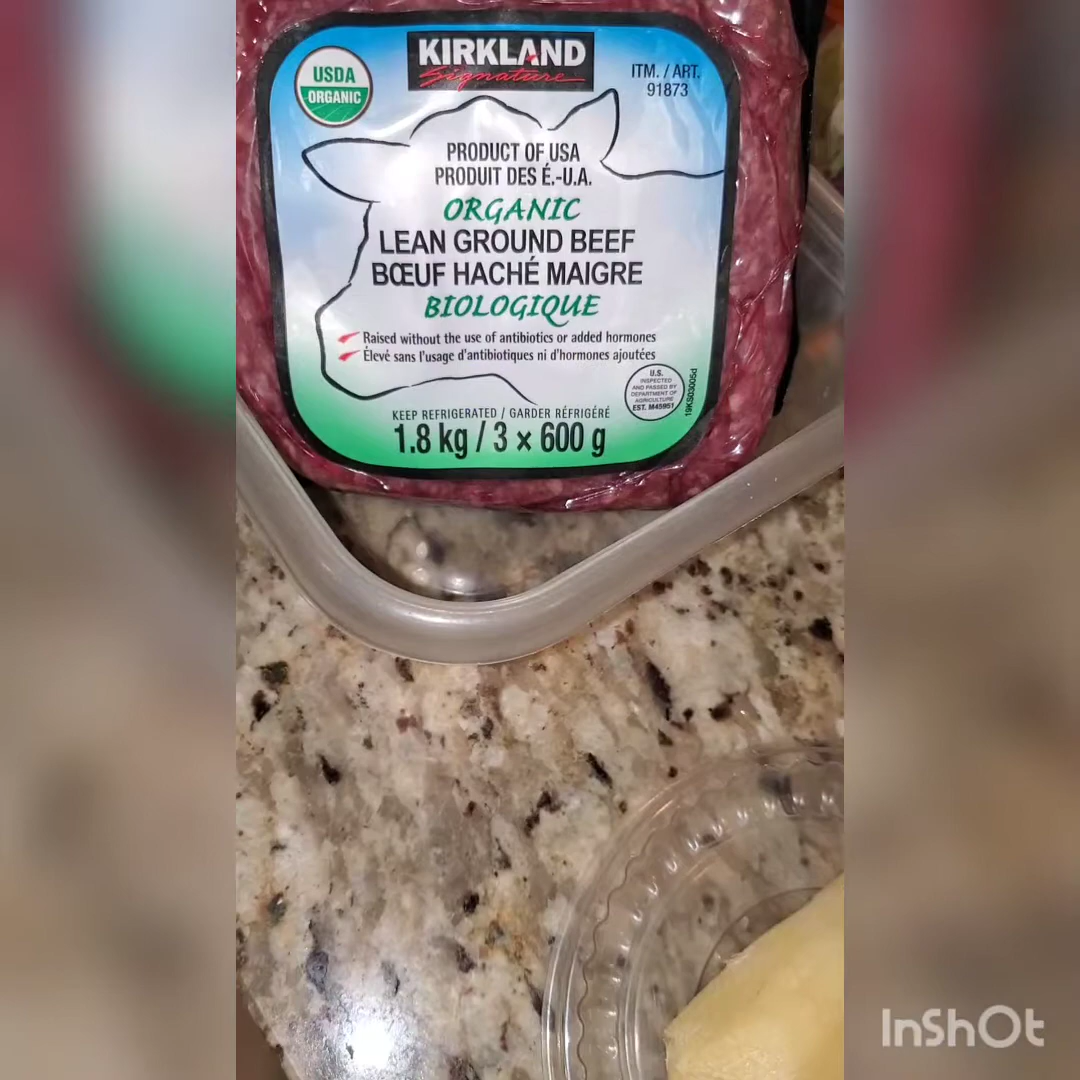 KIRKLAND
Signature
USDA
ORGANIC
ITM. / ART.
91873
PRODUCT OF USA
PRODUIT DES É.-U.A.
ORGANIC
LEAN GROUND BEEF
BŒUF HACHÉ MAIGRE
BIOLOGIQUE
Raised without the use of antibiotics or added hormones
Élevé sans l'usage d'antibiotiques ni d'hormones ajoutées
U.S.
INSPECTED
AND PASSED BY
DEPARTMENT OF
AGRICULTURE
EST. M45951
19KS03005d
KEEP REFRIGERATED / GARDER RÉFRIGÉRÉ
1.8 kg / 3 × 600 g
InShOt